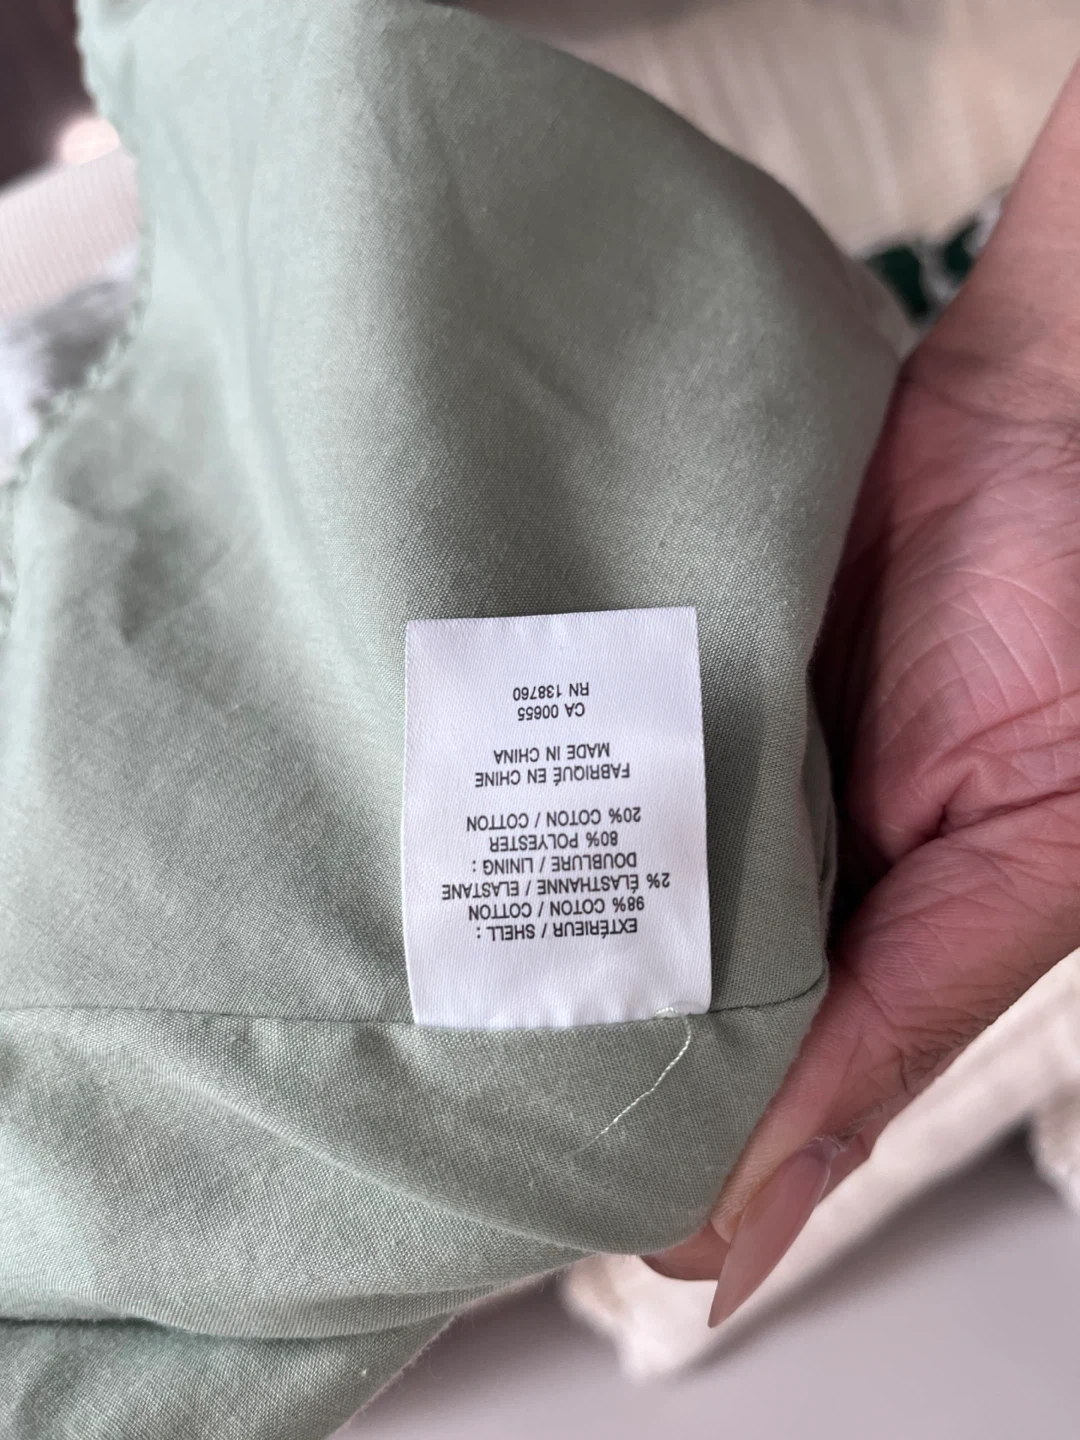 EXTÉRIEUR / SHELL :
98% COTON / COTTON
2% ÉLASTHANNE / ELASTANE
DOUBLURE / LINING :
80% POLYESTER
20% COTON / COTTON
FABRIQUÉ EN CHINE
MADE IN CHINA
CA 00655
RN 138760